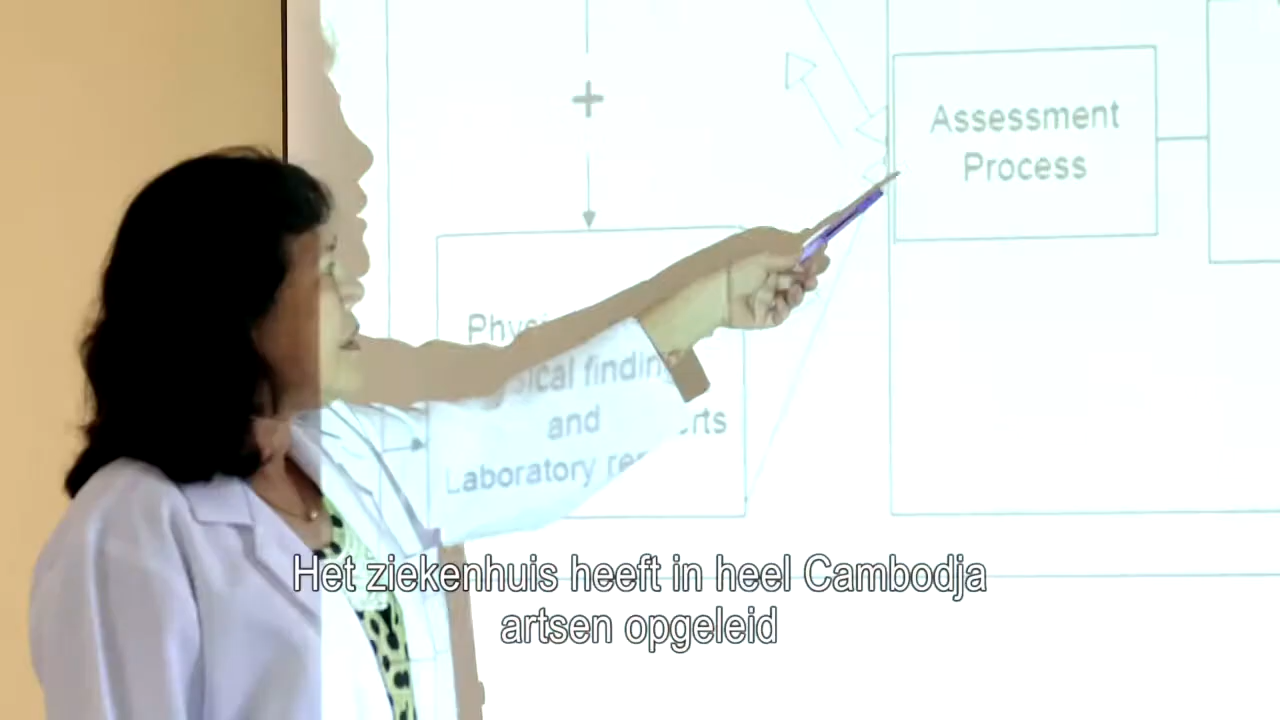 +
Assessment
Process
and
Laboratory
Het ziekenhuis heeft in heel Cambodja
artsen opgeleid